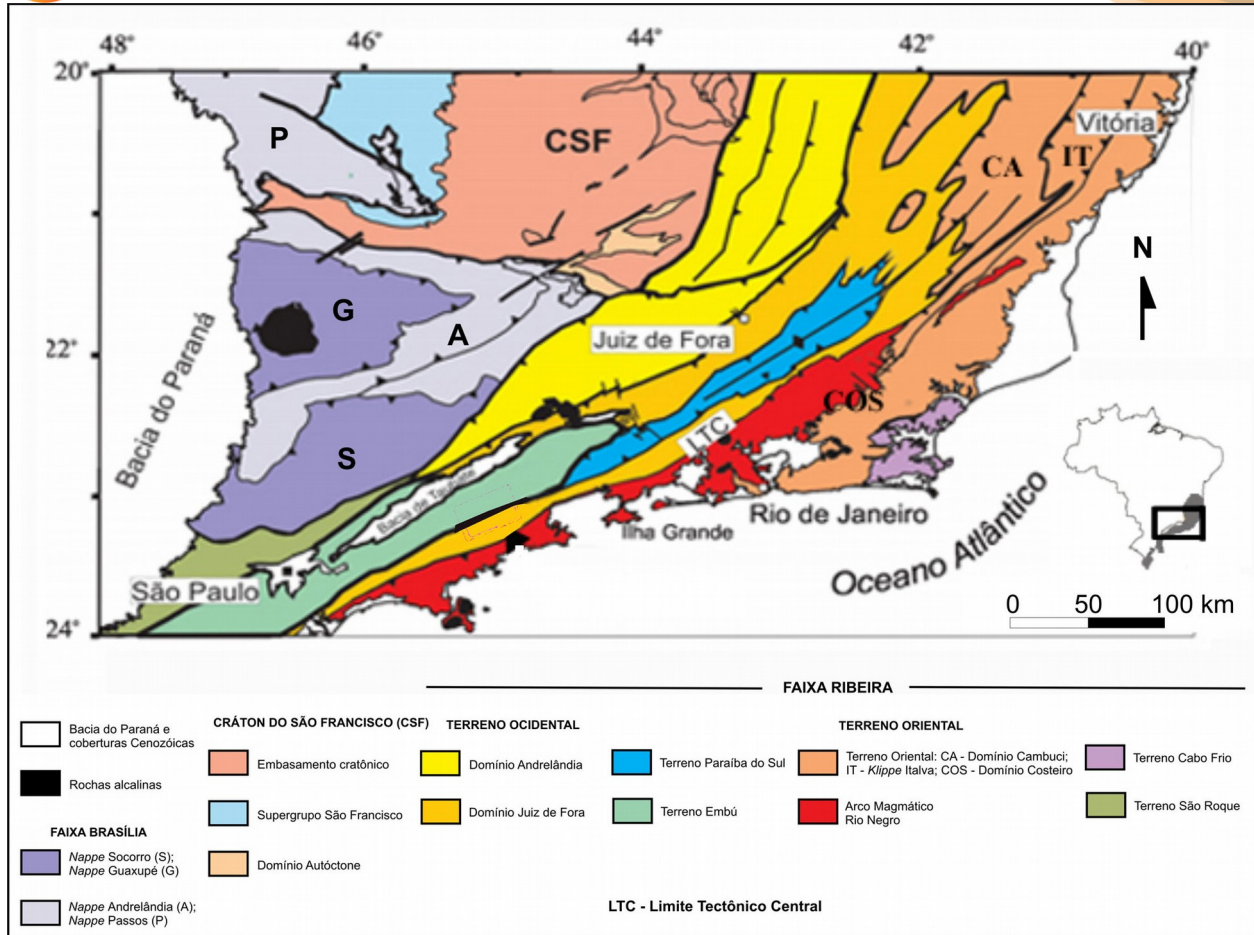 48° 46° 44° 42° 40°
20° 20°
P
CSF
Vitória
CA
IT
N
G
A
22°
Juiz de Fora
Bacia do Paraná
COS
LTC
S
Bacia de Taubate
Rio de Janeiro
Ilha Grande
Oceano Atlântico
São Paulo
24°
0 50 100 km
FAIXA RIBEIRA
Bacia do Paraná e
coberturas Cenozóicas
Rochas alcalinas
FAIXA BRASÍLIA
Nappe Socorro (S);
Nappe Guaxupé (G)
Nappe Andrelândia (A);
Nappe Passos (P)
CRÁTON DO SÃO FRANCISCO (CSF)
Embasamento cratônico
Supergrupo São Francisco
Domínio Autóctone
TERRENO OCIDENTAL
Domínio Andrelândia
Domínio Juiz de Fora
Terreno Paraíba do Sul
Terreno Embú
TERRENO ORIENTAL
Terreno Oriental: CA - Domínio Cambuci;
IT - Klippe Italva; COS - Domínio Costeiro
Arco Magmático
Rio Negro
Terreno Cabo Frio
Terreno São Roque
LTC - Limite Tectônico Central